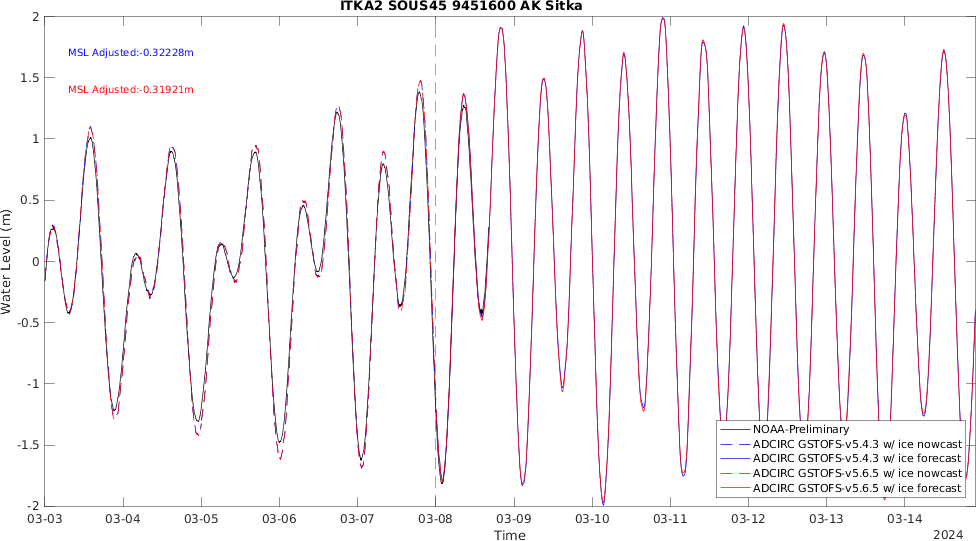 ITKA2 SOUS45 9451600 AK Sitka
MSL Adjusted:-0.32228m
MSL Adjusted:-0.31921m
Water Level (m)
2
1.5
1
0.5
0
-0.5
-1
-1.5
-2
NOAA-Preliminary
ADCIRC GSTOFS-v5.4.3 w/ ice nowcast
ADCIRC GSTOFS-v5.4.3 w/ ice forecast
ADCIRC GSTOFS-v5.6.5 w/ ice nowcast
ADCIRC GSTOFS-v5.6.5 w/ ice forecast
03-03 03-04 03-05 03-06 03-07 03-08 03-09 03-10 03-11 03-12 03-13 03-14
Time
2024